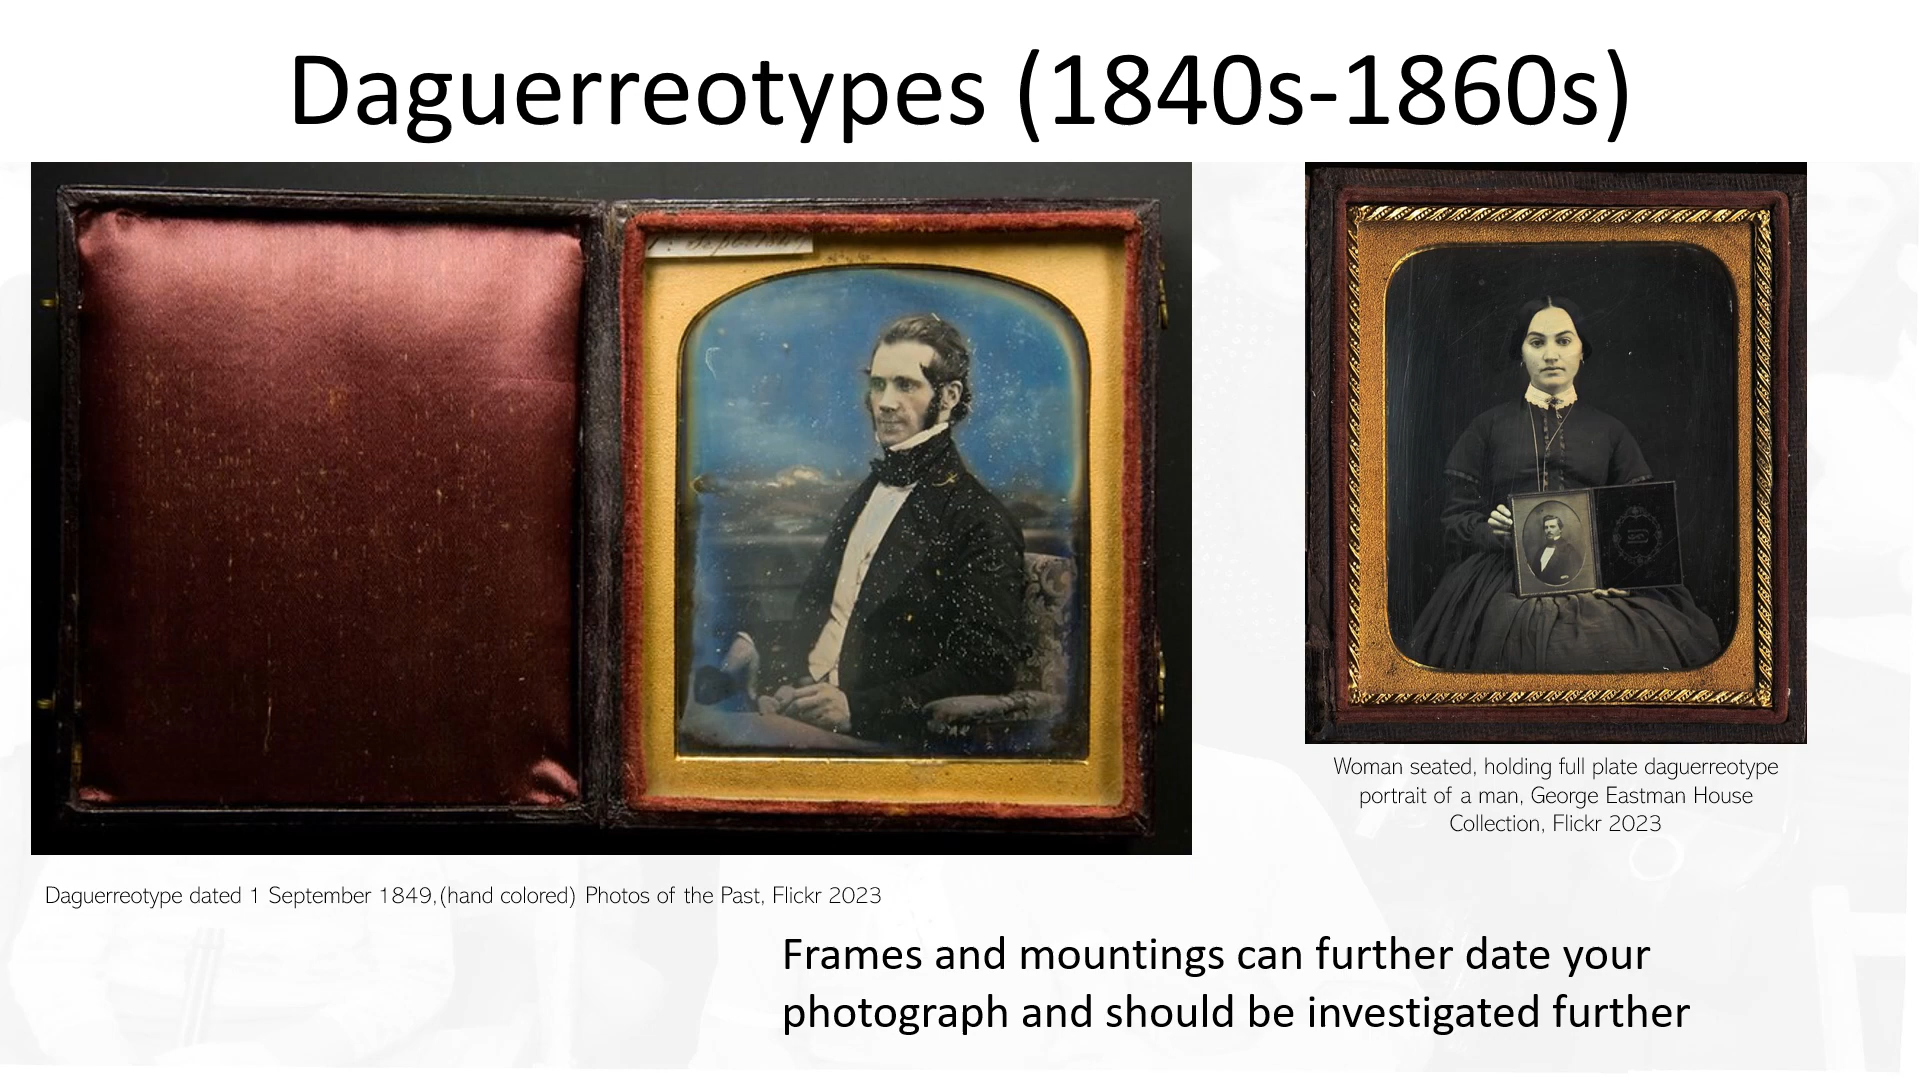 Daguerreotypes (1840s-1860s)
Woman seated, holding full plate daguerreotype
portrait of a man, George Eastman House
Collection, Flickr 2023
Daguerreotype dated 1 September 1849,(hand colored) Photos of the Past, Flickr 2023
Frames and mountings can further date your
photograph and should be investigated further